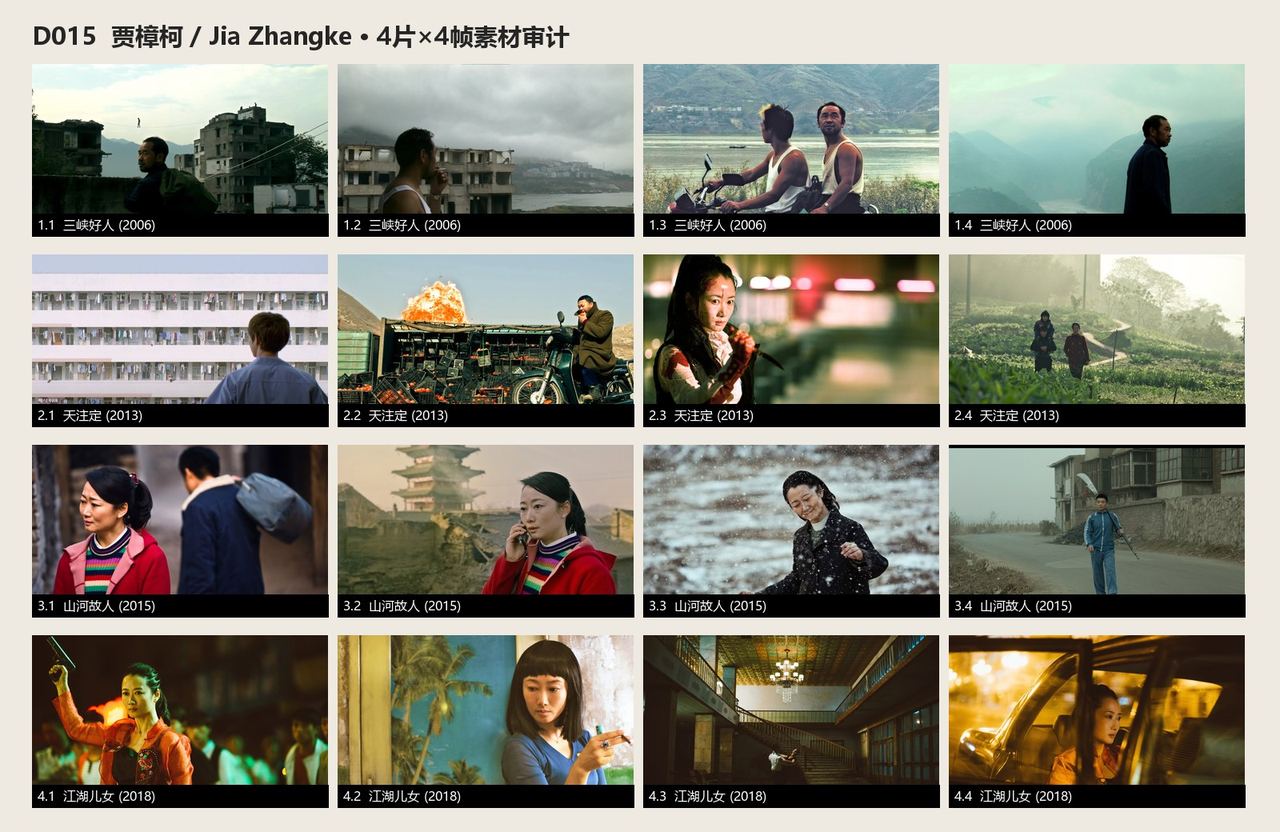 D015 贾樟柯 / Jia Zhangke • 4片×4帧素材审计
1.1 三峡好人 (2006)
1.2 三峡好人 (2006)
1.3 三峡好人 (2006)
1.4 三峡好人 (2006)
2.1 天注定 (2013)
2.2 天注定 (2013)
2.3 天注定 (2013)
2.4 天注定 (2013)
3.1 山河故人 (2015)
3.2 山河故人 (2015)
3.3 山河故人 (2015)
3.4 山河故人 (2015)
4.1 江湖儿女 (2018)
4.2 江湖儿女 (2018)
4.3 江湖儿女 (2018)
4.4 江湖儿女 (2018)